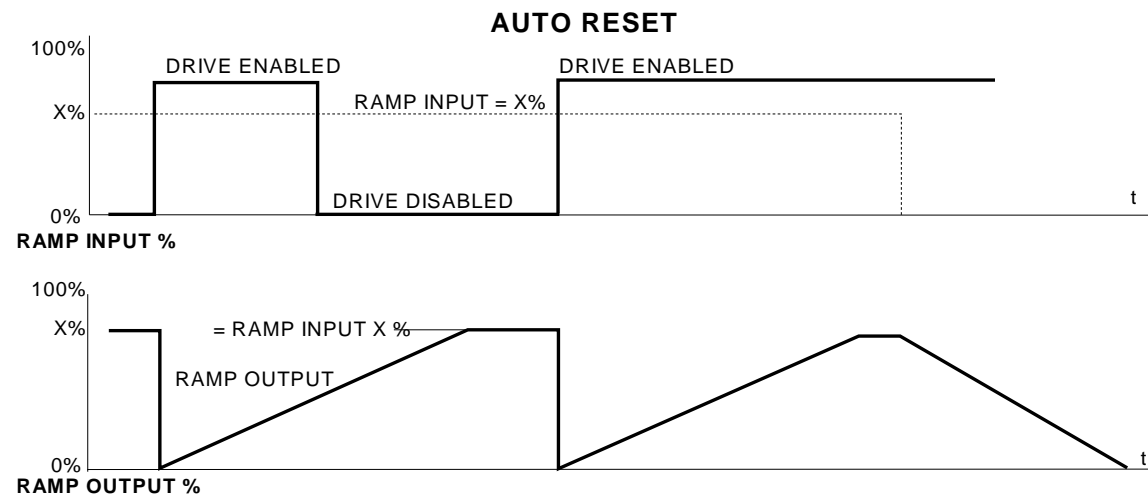 AUTO RESET
100%
DRIVE ENABLED
DRIVE ENABLED
RAMP INPUT = X%
X%
DRIVE DISABLED
t
0%
RAMP INPUT %
100%
X%
= RAMP INPUT X %
RAMP OUTPUT
0%
t
RAMP OUTPUT %